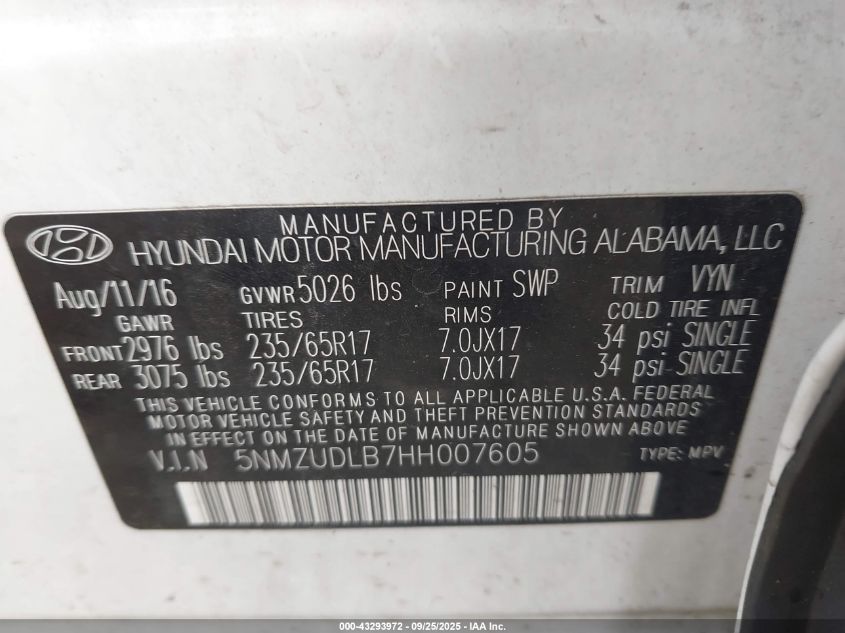 MANUFACTURED BY
HYUNDAI MOTOR MANUFACTURING ALABAMA, LLC
Aug/11/16 GVWR 5026 lbs PAINT SWP TRIM VYN
GAWR TIRES RIMS COLD TIRE INFL
FRONT 2976 lbs 235/65R17 7.0JX17 34 psi SINGLE
REAR 3075 lbs 235/65R17 7.0JX17 34 psi SINGLE
THIS VEHICLE CONFORMS TO ALL APPLICABLE U.S.A. FEDERAL
MOTOR VEHICLE SAFETY AND THEFT PREVENTION STANDARDS
IN EFFECT ON THE DATE OF MANUFACTURE SHOWN ABOVE
V.I.N 5NMZUDLB7HH007605 TYPE: MPV
000-43293972 - 09/25/2025 - IAA Inc.